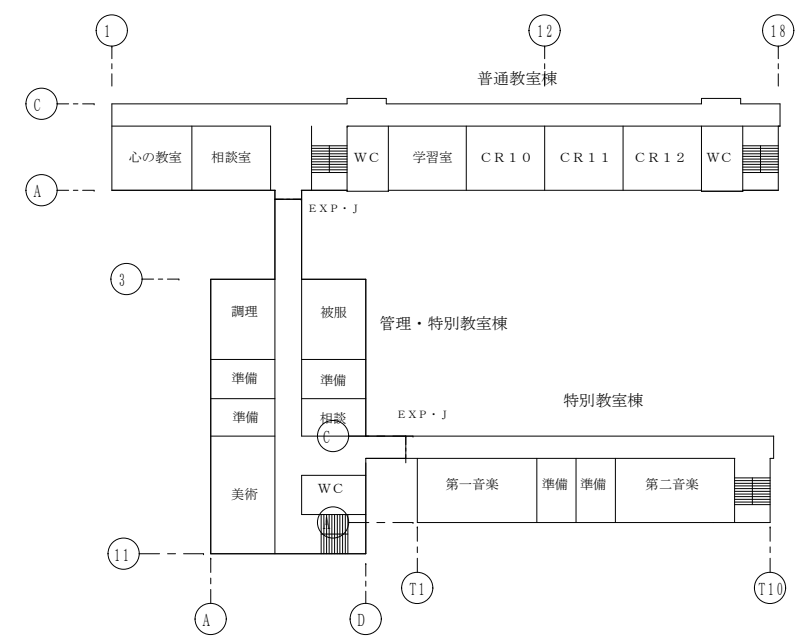 1
12
18
普通教室棟
C
心の教室
相談室
WC
学習室
CR10
CR11
CR12
WC
A
EXP・J
3
調理
被服
管理・特別教室棟
準備
準備
特別教室棟
準備
相談
EXP・J
C
美術
WC
第一音楽
準備
準備
第二音楽
A
11
T1
T10
A
D